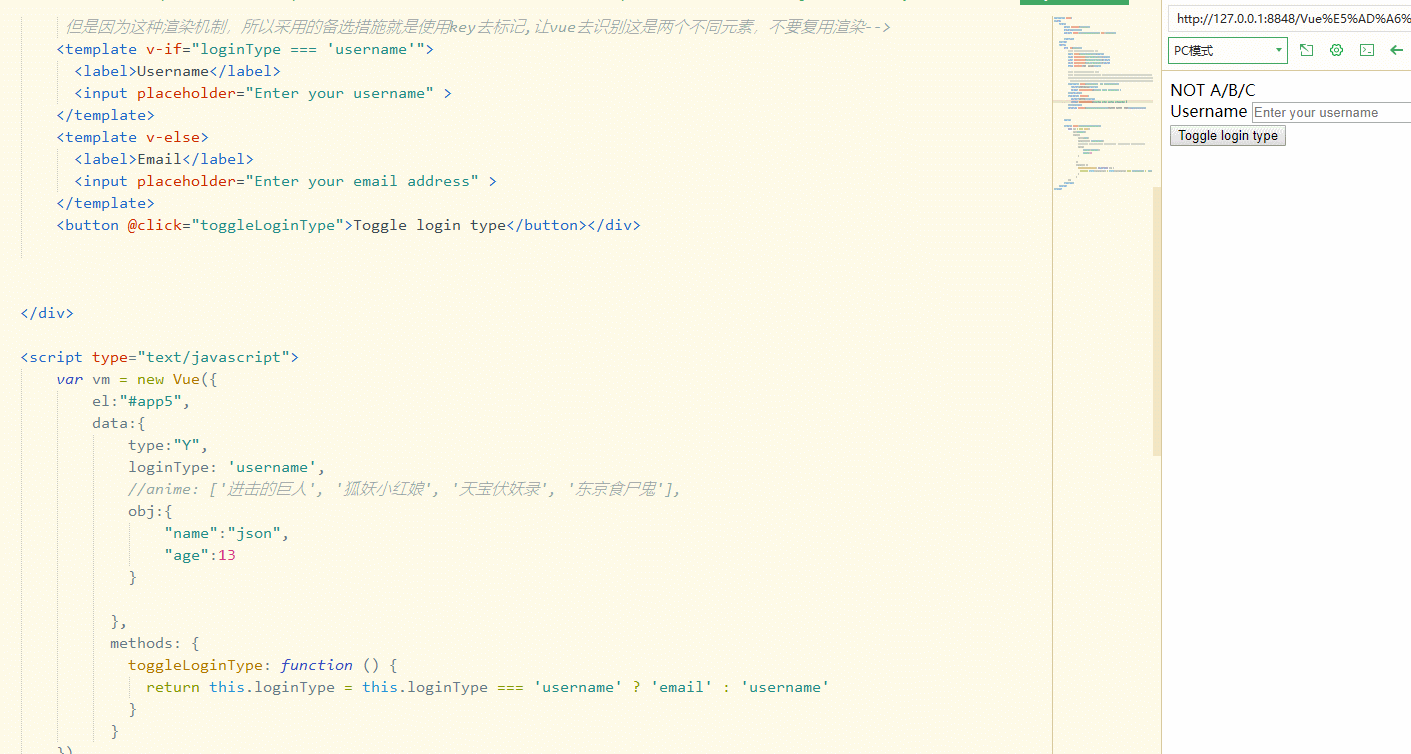 但是因为这种渲染机制，所以采用的备选措施就是使用key去标记,让vue去识别这是两个不同元素，不要复用渲染-->
<template v-if="loginType === 'username'">
<label>Username</label>
<input placeholder="Enter your username" >
</template>
<template v-else>
<label>Email</label>
<input placeholder="Enter your email address" >
</template>
<button @click="toggleLoginType">Toggle login type</button></div>
</div>
<script type="text/javascript">
var vm = new Vue({
el:"#app5",
data:{
type:"Y",
loginType: 'username',
//anime: ['进击的巨人', '狐妖小红娘', '天宝伏妖录', '东京食尸鬼'],
obj:{
"name":"json",
"age":13
}
},
methods: {
toggleLoginType: function () {
return this.loginType = this.loginType === 'username' ? 'email' : 'username'
}
}
})
http://127.0.0.1:8848/Vue%E5%AD%A6%
PC模式
NOT A/B/C
Username Enter your username
Toggle login type